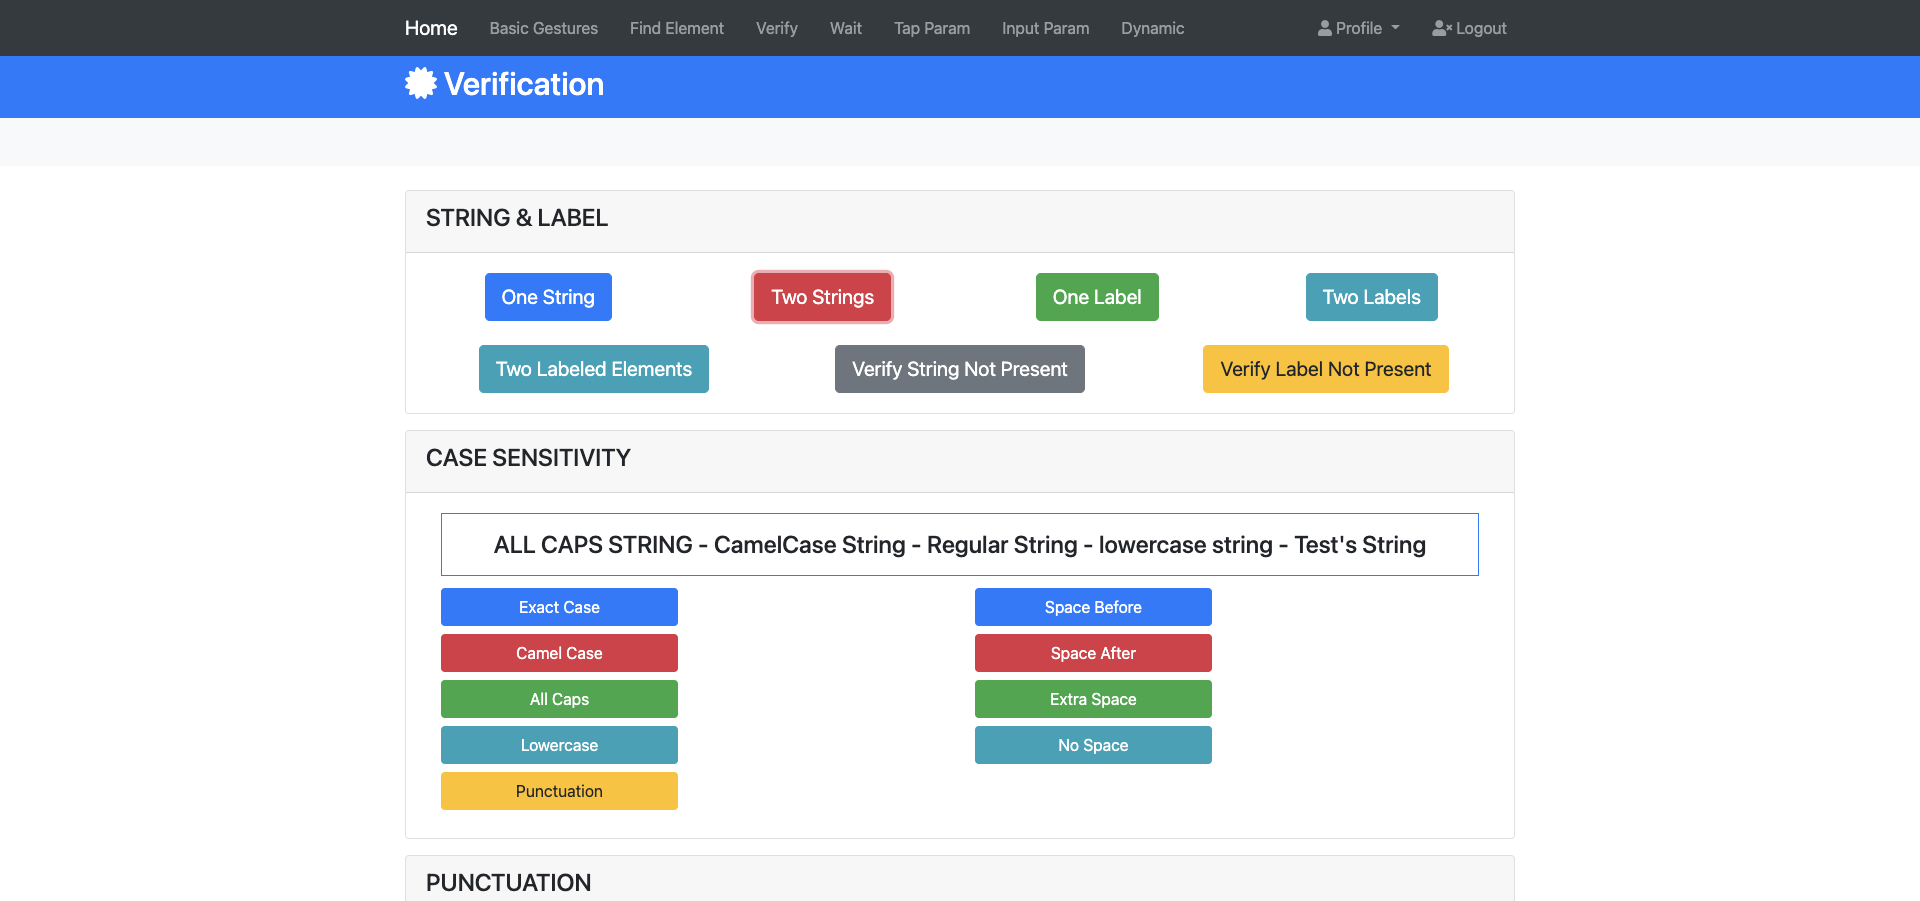 Home Basic Gestures Find Element Verify Wait Tap Param Input Param Dynamic Profile Logout
Verification
STRING & LABEL
One String Two Strings One Label Two Labels
Two Labeled Elements Verify String Not Present Verify Label Not Present
CASE SENSITIVITY
ALL CAPS STRING - CamelCase String - Regular String - lowercase string - Test's String
Exact Case Space Before
Camel Case Space After
All Caps Extra Space
Lowercase No Space
Punctuation
PUNCTUATION